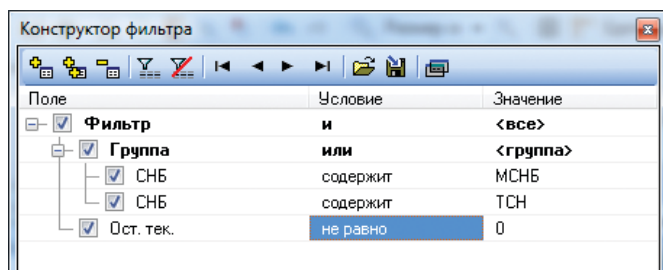 Конструктор фильтра
Поле Условие Значение
Фильтр и <все>
Группа или <группа>
СНБ содержит МСНБ
СНБ содержит ТСН
Ост. тек. не равно 0